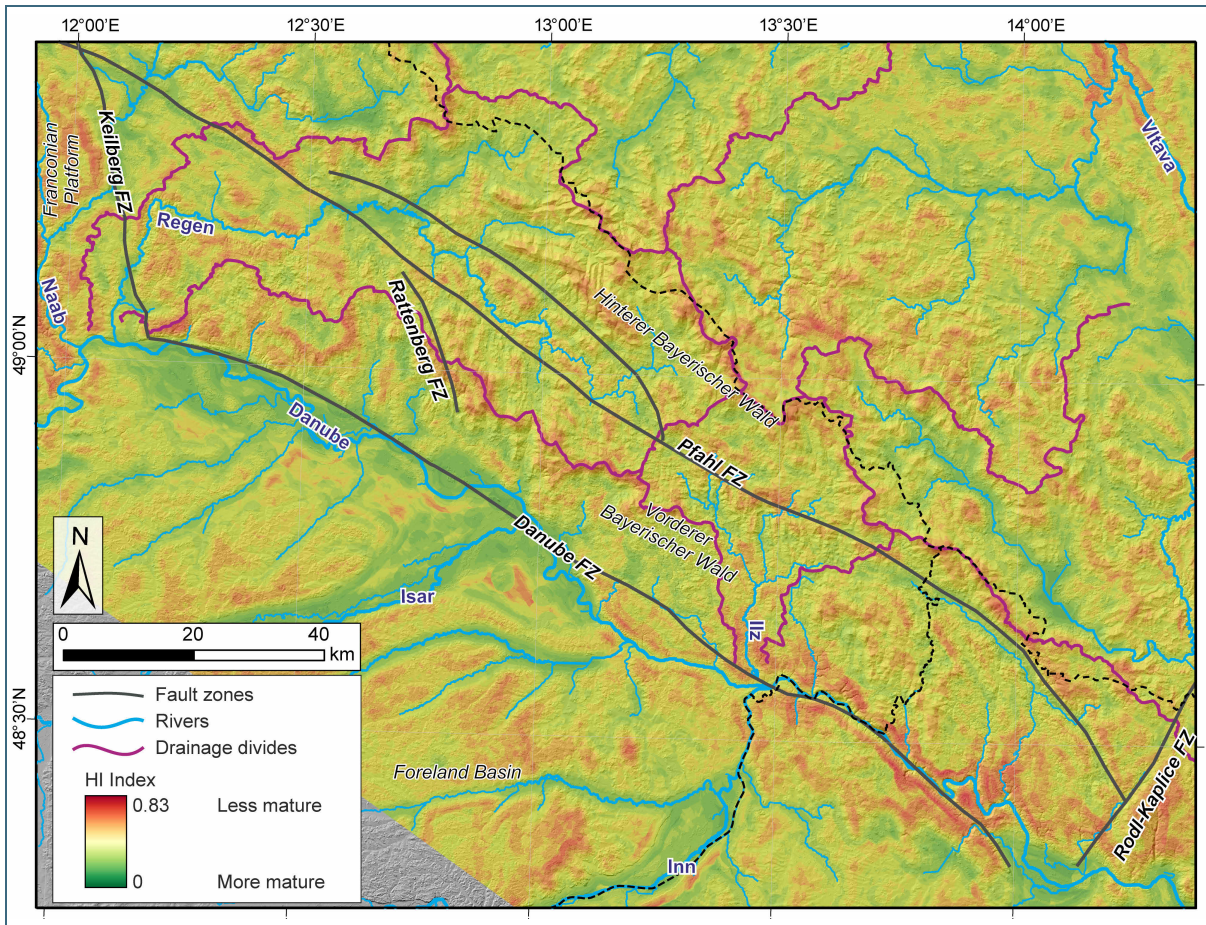 12°00’E
12°30’E
13°00’E
13°30’E
14°00’E
Franconian
Platform
Keilberg FZ
Regen
Naab
Vltava
49°00’N
Rattenberg FZ
Hinterer Bayerischer Wald
Danube
Pfahl FZ
Vorderer
Bayerischer Wald
Danube FZ
Isar
Ilz
N
0 20 40
km
48°30’N
Fault zones
Rivers
Drainage divides
HI Index
0.83 Less mature
0 More mature
Foreland Basin
Inn
Rodl-Kaplice FZ